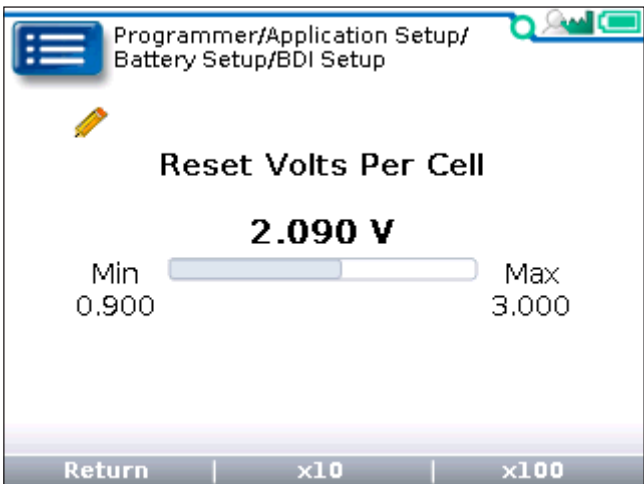 Programmer/Application Setup/
Battery Setup/BDI Setup
Reset Volts Per Cell
2.090 V
Min
0.900
Max
3.000
Return | x10 | x100